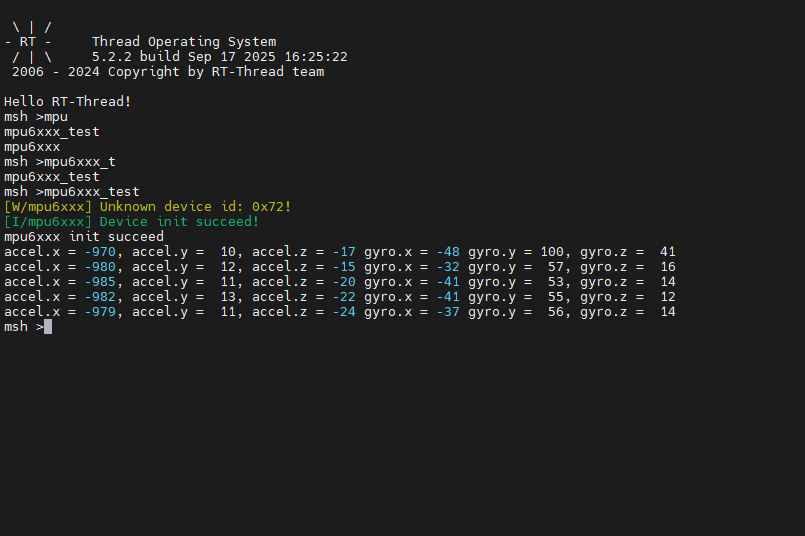 \ | /
- RT -     Thread Operating System
 / | \     5.2.2 build Sep 17 2025 16:25:22
 2006 - 2024 Copyright by RT-Thread team

Hello RT-Thread!
msh >mpu
mpu6xxx_test
mpu6xxx
msh >mpu6xxx_t
mpu6xxx_test
msh >mpu6xxx_test
[W/mpu6xxx] Unknown device id: 0x72!
[I/mpu6xxx] Device init succeed!
mpu6xxx init succeed
accel.x = -970, accel.y =  10, accel.z = -17 gyro.x = -48 gyro.y = 100, gyro.z =  41
accel.x = -980, accel.y =  12, accel.z = -15 gyro.x = -32 gyro.y =  57, gyro.z =  16
accel.x = -985, accel.y =  11, accel.z = -20 gyro.x = -41 gyro.y =  53, gyro.z =  14
accel.x = -982, accel.y =  13, accel.z = -22 gyro.x = -41 gyro.y =  55, gyro.z =  12
accel.x = -979, accel.y =  11, accel.z = -24 gyro.x = -37 gyro.y =  56, gyro.z =  14
msh >